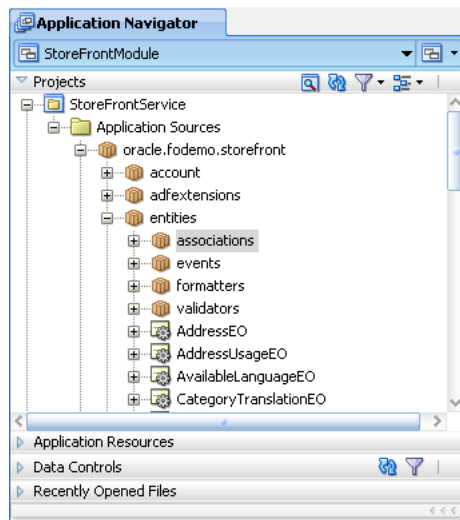 Application Navigator
StoreFrontModule
Projects
StoreFrontService
Application Sources
oracle.fodemo.storefront
account
adfextensions
entities
associations
events
formatters
validators
AddressEO
AddressUsageEO
AvailableLanguageEO
CategoryTranslationEO
Application Resources
Data Controls
Recently Opened Files